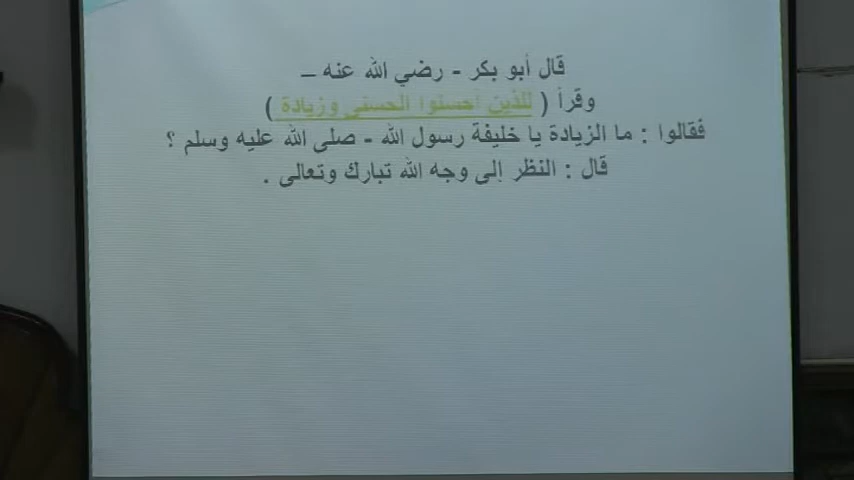 قال أبو بكر - رضي الله عنه –
وقرأ ( للذين احسنوا الحسنى وزيادة )
فقالوا : ما الزيادة يا خليفة رسول الله - صلى الله عليه وسلم ؟
قال : النظر إلى وجه الله تبارك وتعالى .